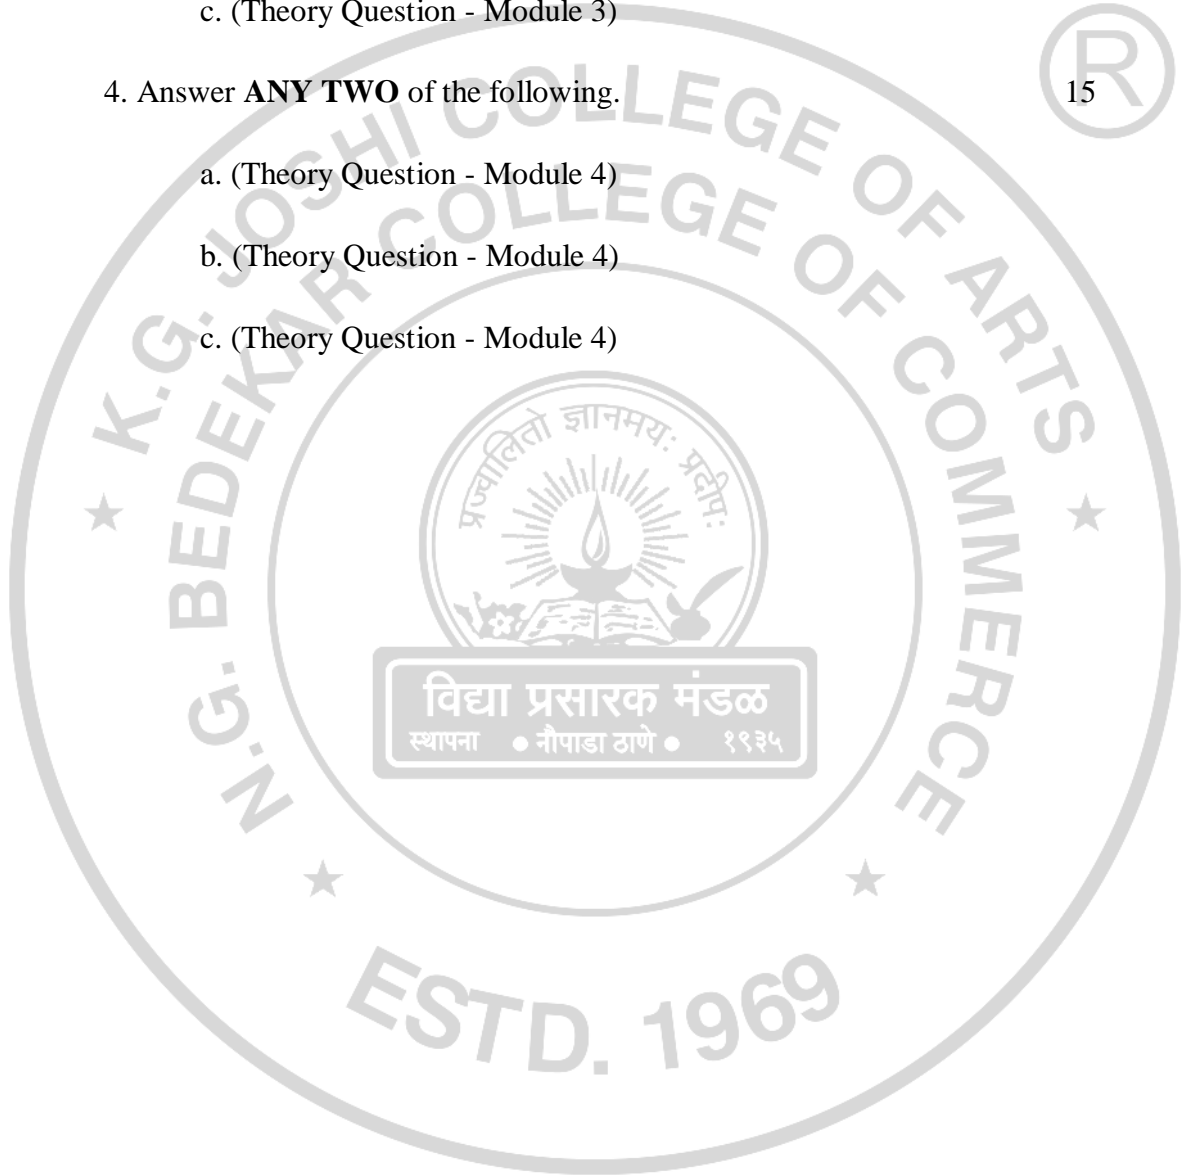 c. (Theory Question - Module 3)
4. Answer ANY TWO of the following. 15
a. (Theory Question - Module 4)
b. (Theory Question - Module 4)
c. (Theory Question - Module 4)
R
K.G. JOSHI COLLEGE OF ARTS
N.G. BEDEKAR COLLEGE OF COMMERCE
प्रज्वालितो ज्ञानमयः प्रदीपः
विद्या प्रसारक मंडळ
स्थापना ● नौपाडा ठाणे ● १९३५
ESTD. 1969